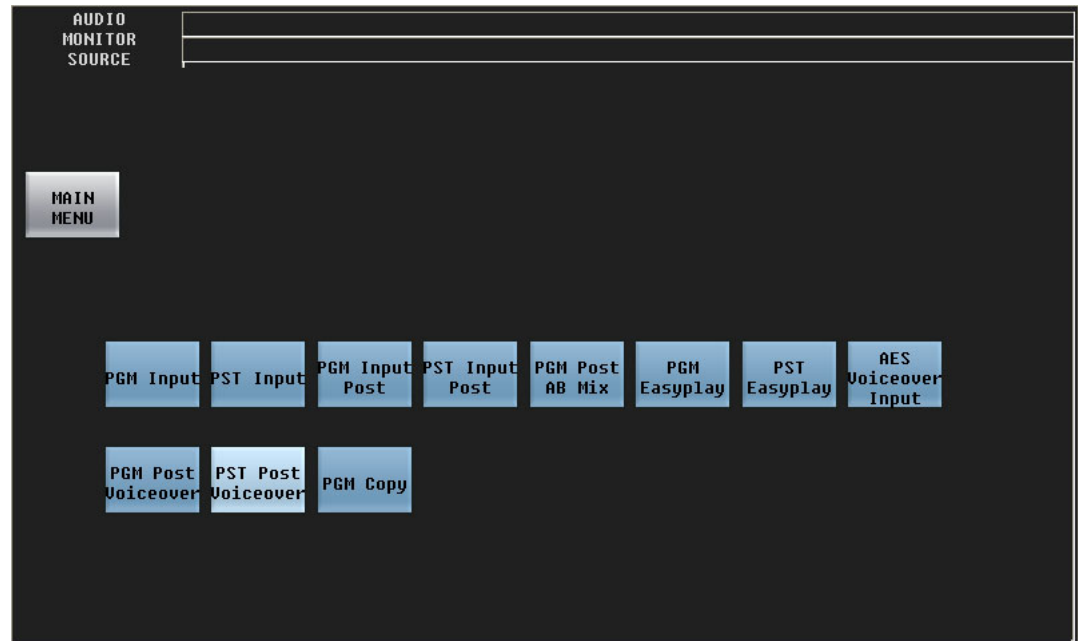 AUDIO
MONITOR
SOURCE
MAIN
MENU
PGM Input
PST Input
PGM Input
Post
PST Input
Post
PGM Post
AB Mix
PGM
Easyplay
PST
Easyplay
AES
Voiceover
Input
PGM Post
Voiceover
PST Post
Voiceover
PGM Copy